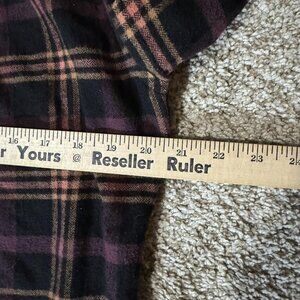 16 17 18 19 20 21 22 23
r Yours @ Reseller Ruler